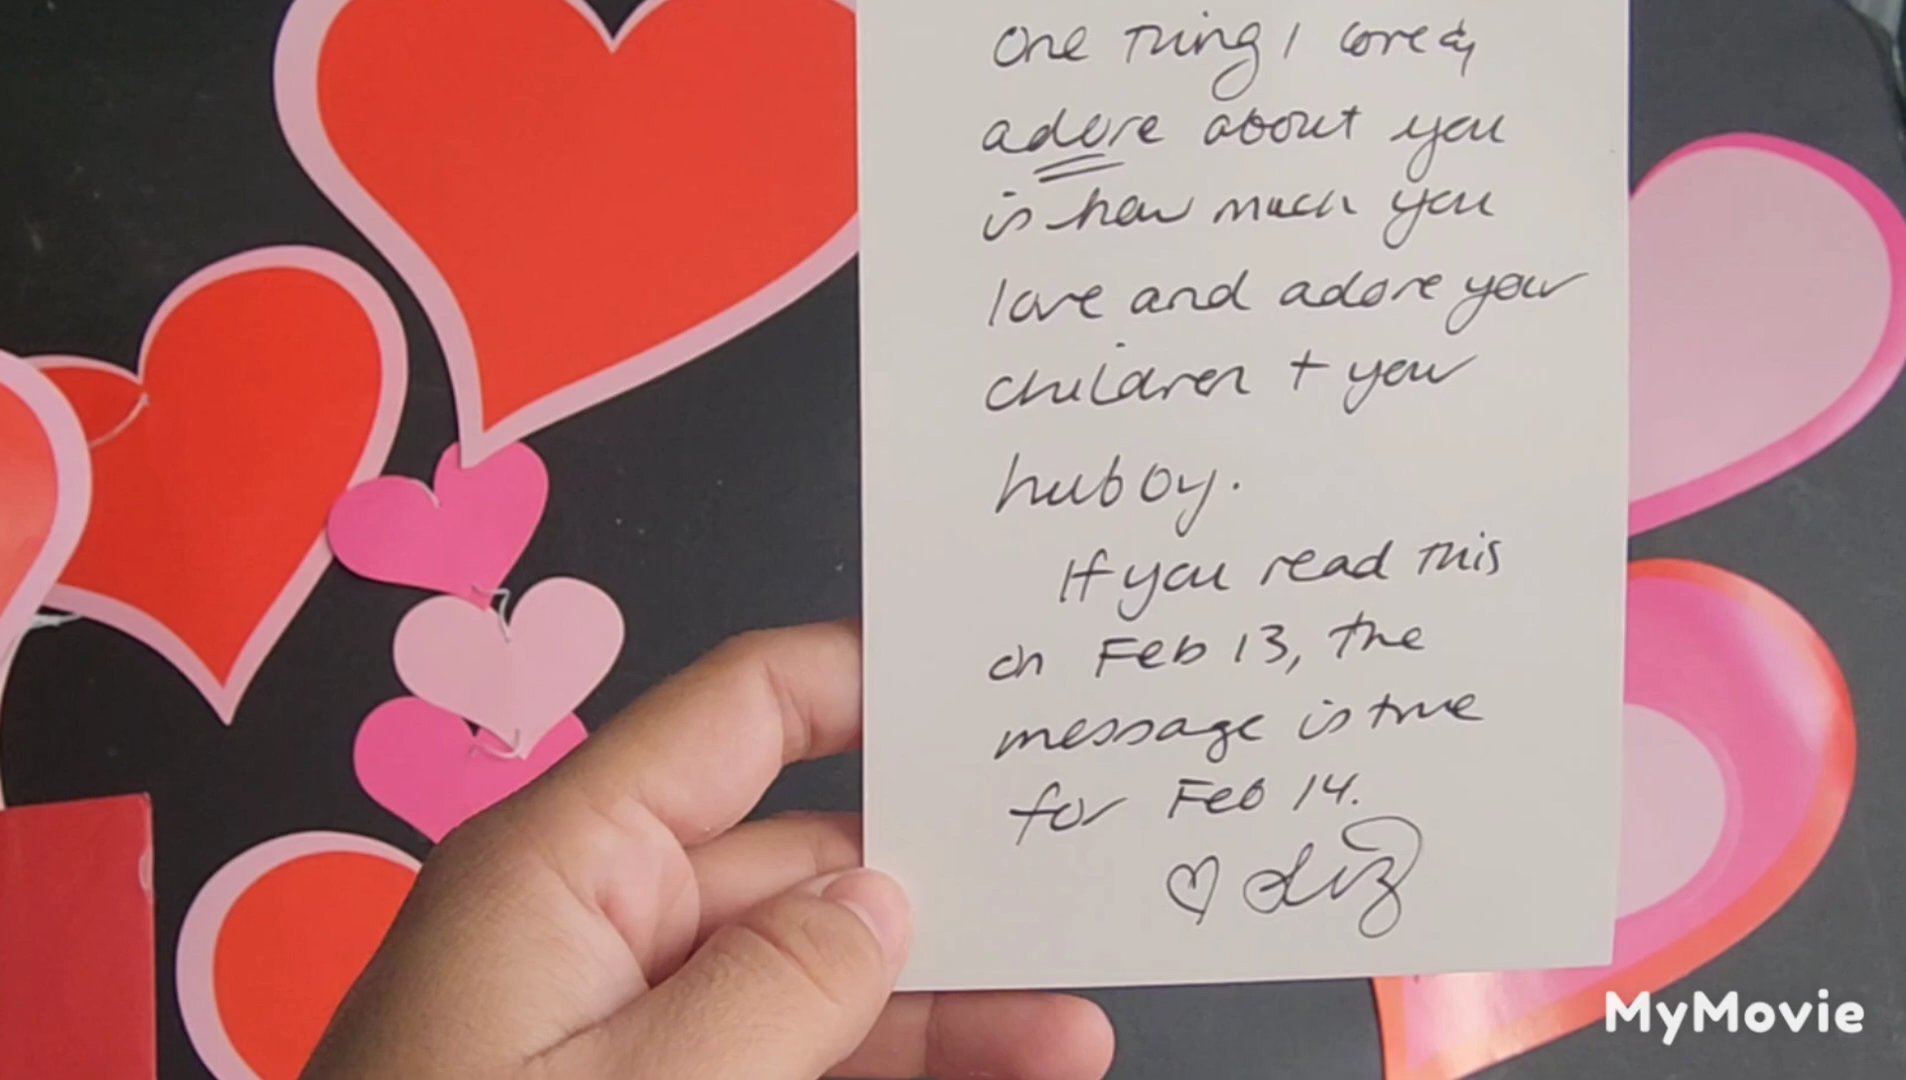 One thing I love &
adore about you
is how much you
love and adore your
children + your
hubby.
If you read this
on Feb 13, the
message is true
for Feb 14.
♡ Liz
MyMovie